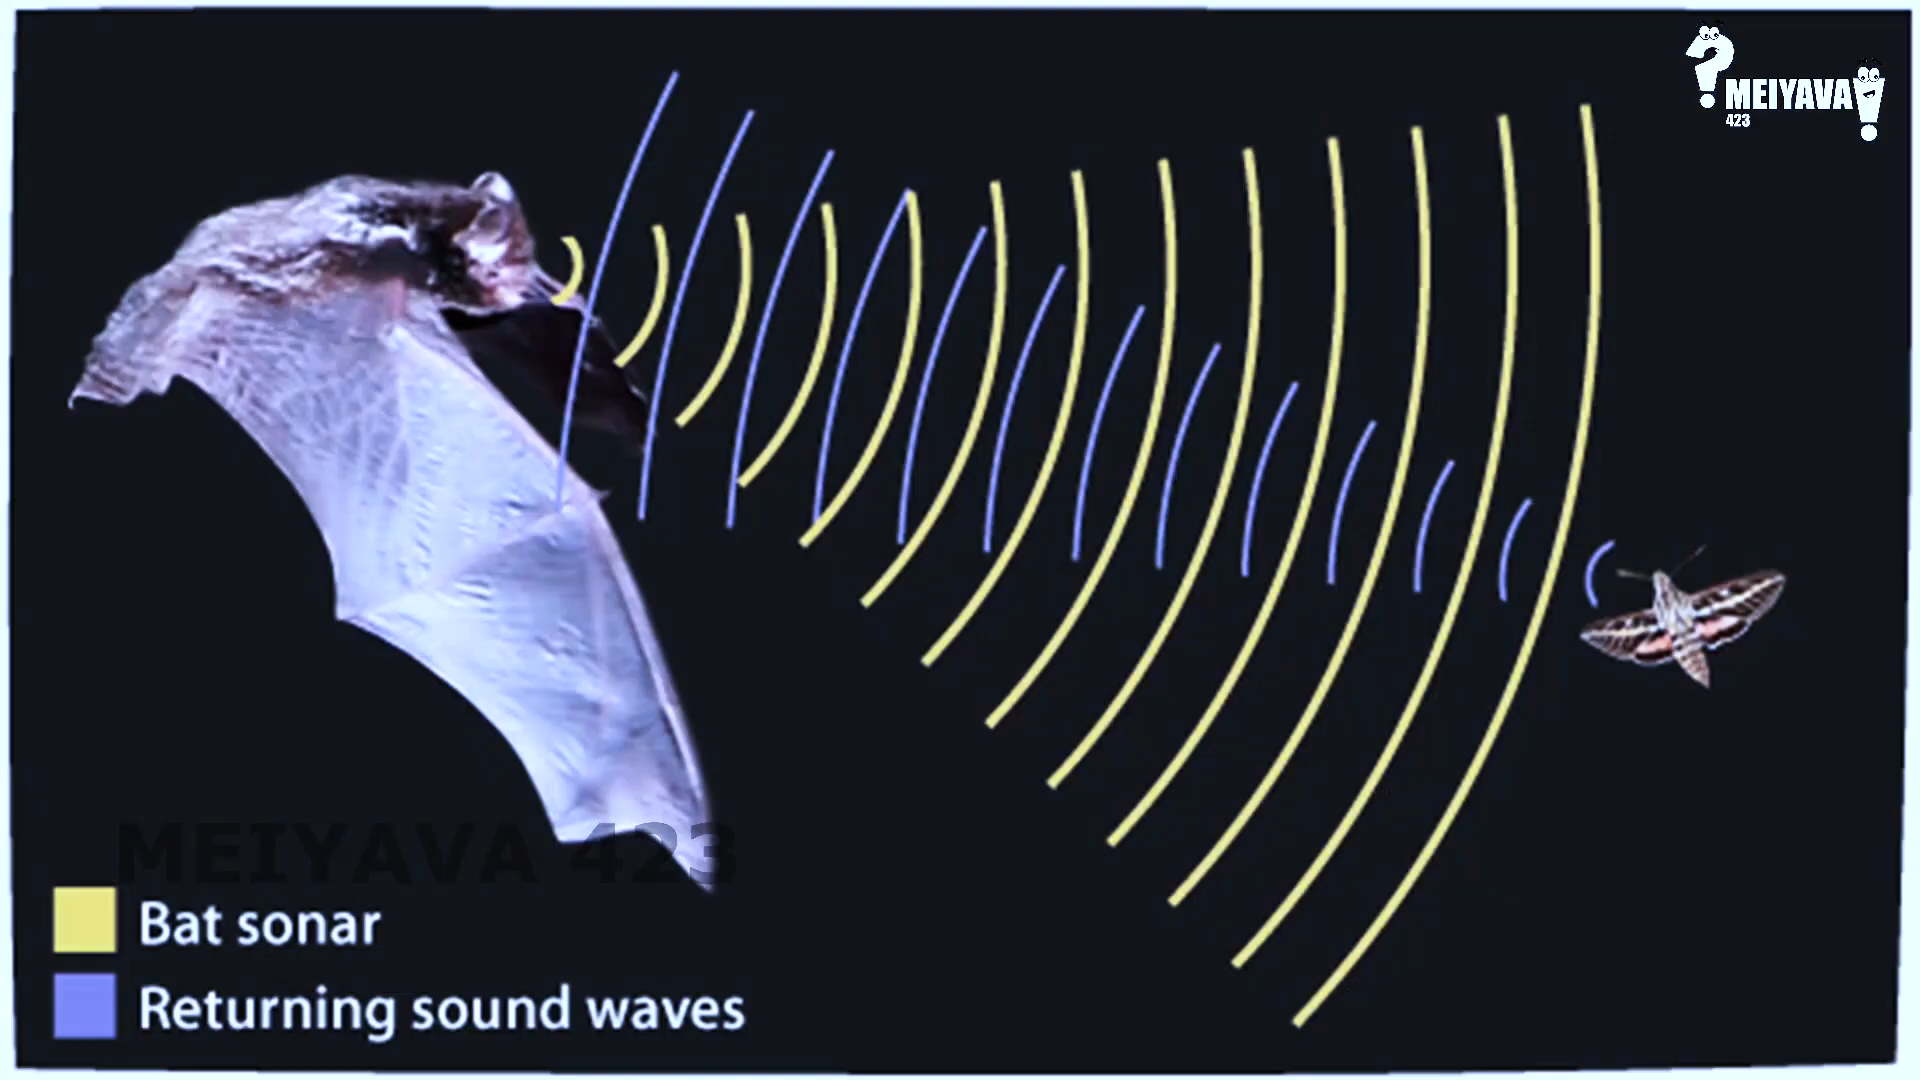 MEIYAVA
423
MEIYAVA 423
Bat sonar
Returning sound waves